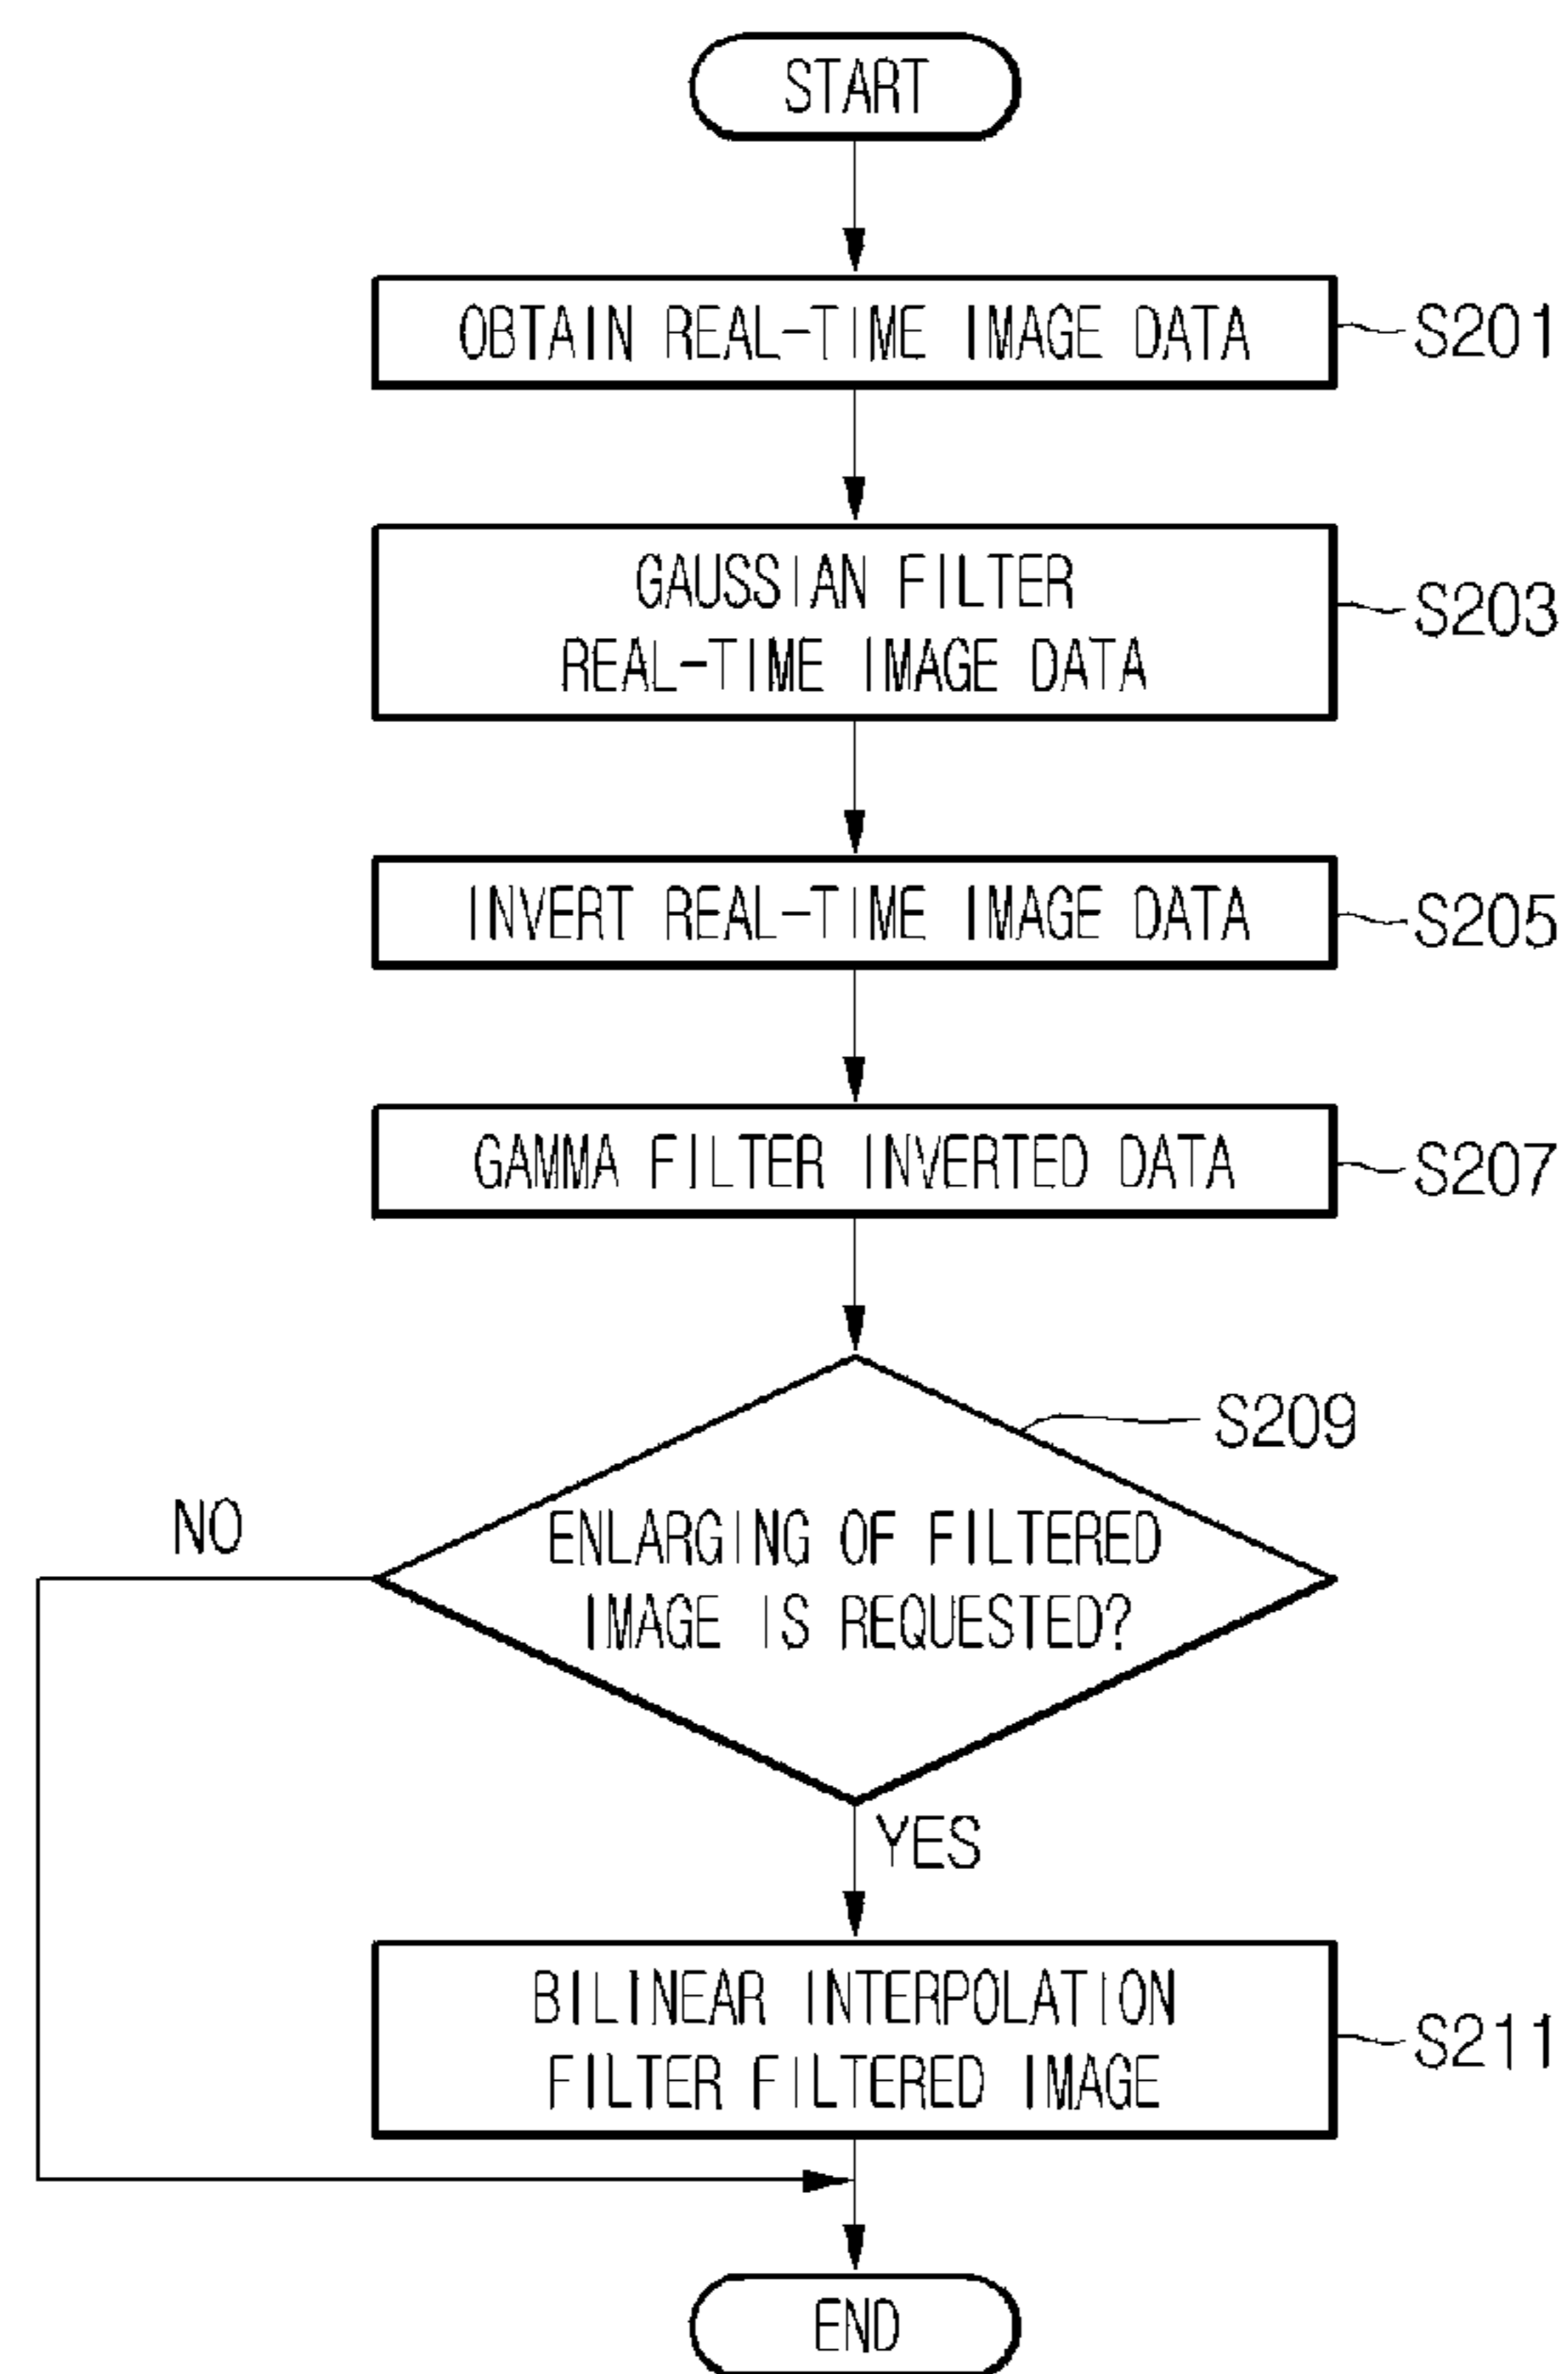 START
OBTAIN REAL-TIME IMAGE DATA
S201
GAUSSIAN FILTER
REAL-TIME IMAGE DATA
S203
INVERT REAL-TIME IMAGE DATA
S205
GAMMA FILTER INVERTED DATA
S207
S209
NO
ENLARGING OF FILTERED
IMAGE IS REQUESTED?
YES
BILINEAR INTERPOLATION
FILTER FILTERED IMAGE
S211
END